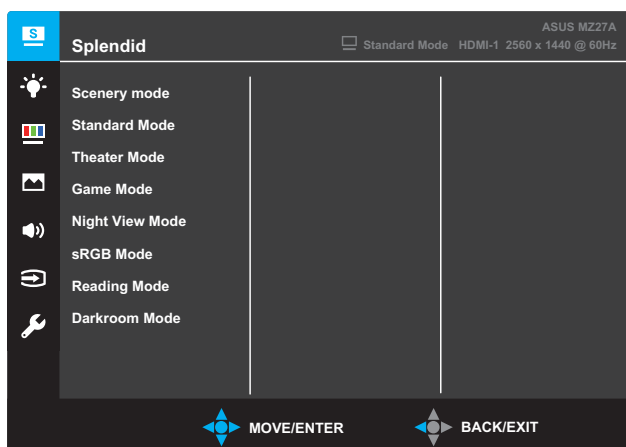 S
ASUS MZ27A
Splendid
Standard Mode HDMI-1 2560 x 1440 @ 60Hz
Scenery mode
Standard Mode
Theater Mode
Game Mode
Night View Mode
sRGB Mode
Reading Mode
Darkroom Mode
MOVE/ENTER
BACK/EXIT